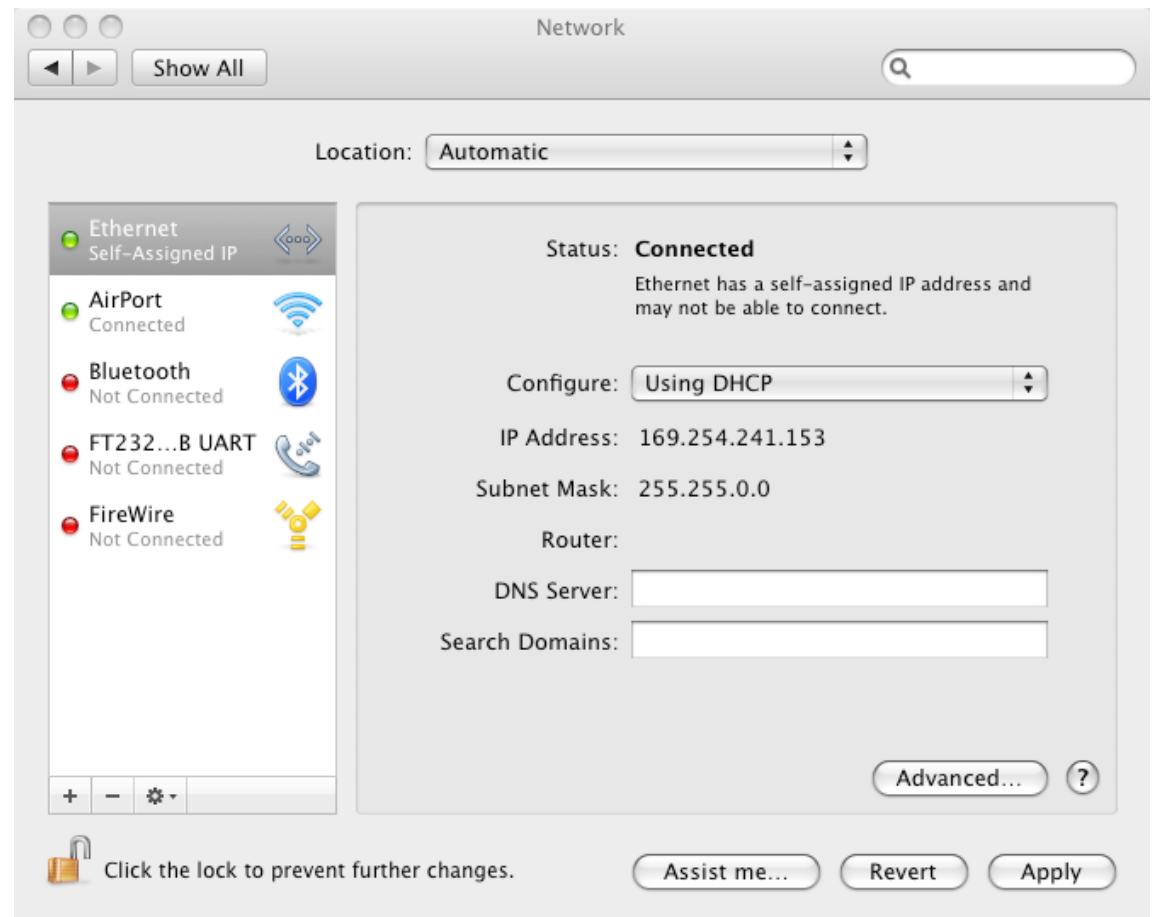 Network
Show All
Location: Automatic
Ethernet
Self-Assigned IP
AirPort
Connected
Bluetooth
Not Connected
FT232...B UART
Not Connected
FireWire
Not Connected
Status: Connected
Ethernet has a self-assigned IP address and
may not be able to connect.
Configure: Using DHCP
IP Address: 169.254.241.153
Subnet Mask: 255.255.0.0
Router:
DNS Server:
Search Domains:
Advanced... ?
Click the lock to prevent further changes.
Assist me... Revert Apply